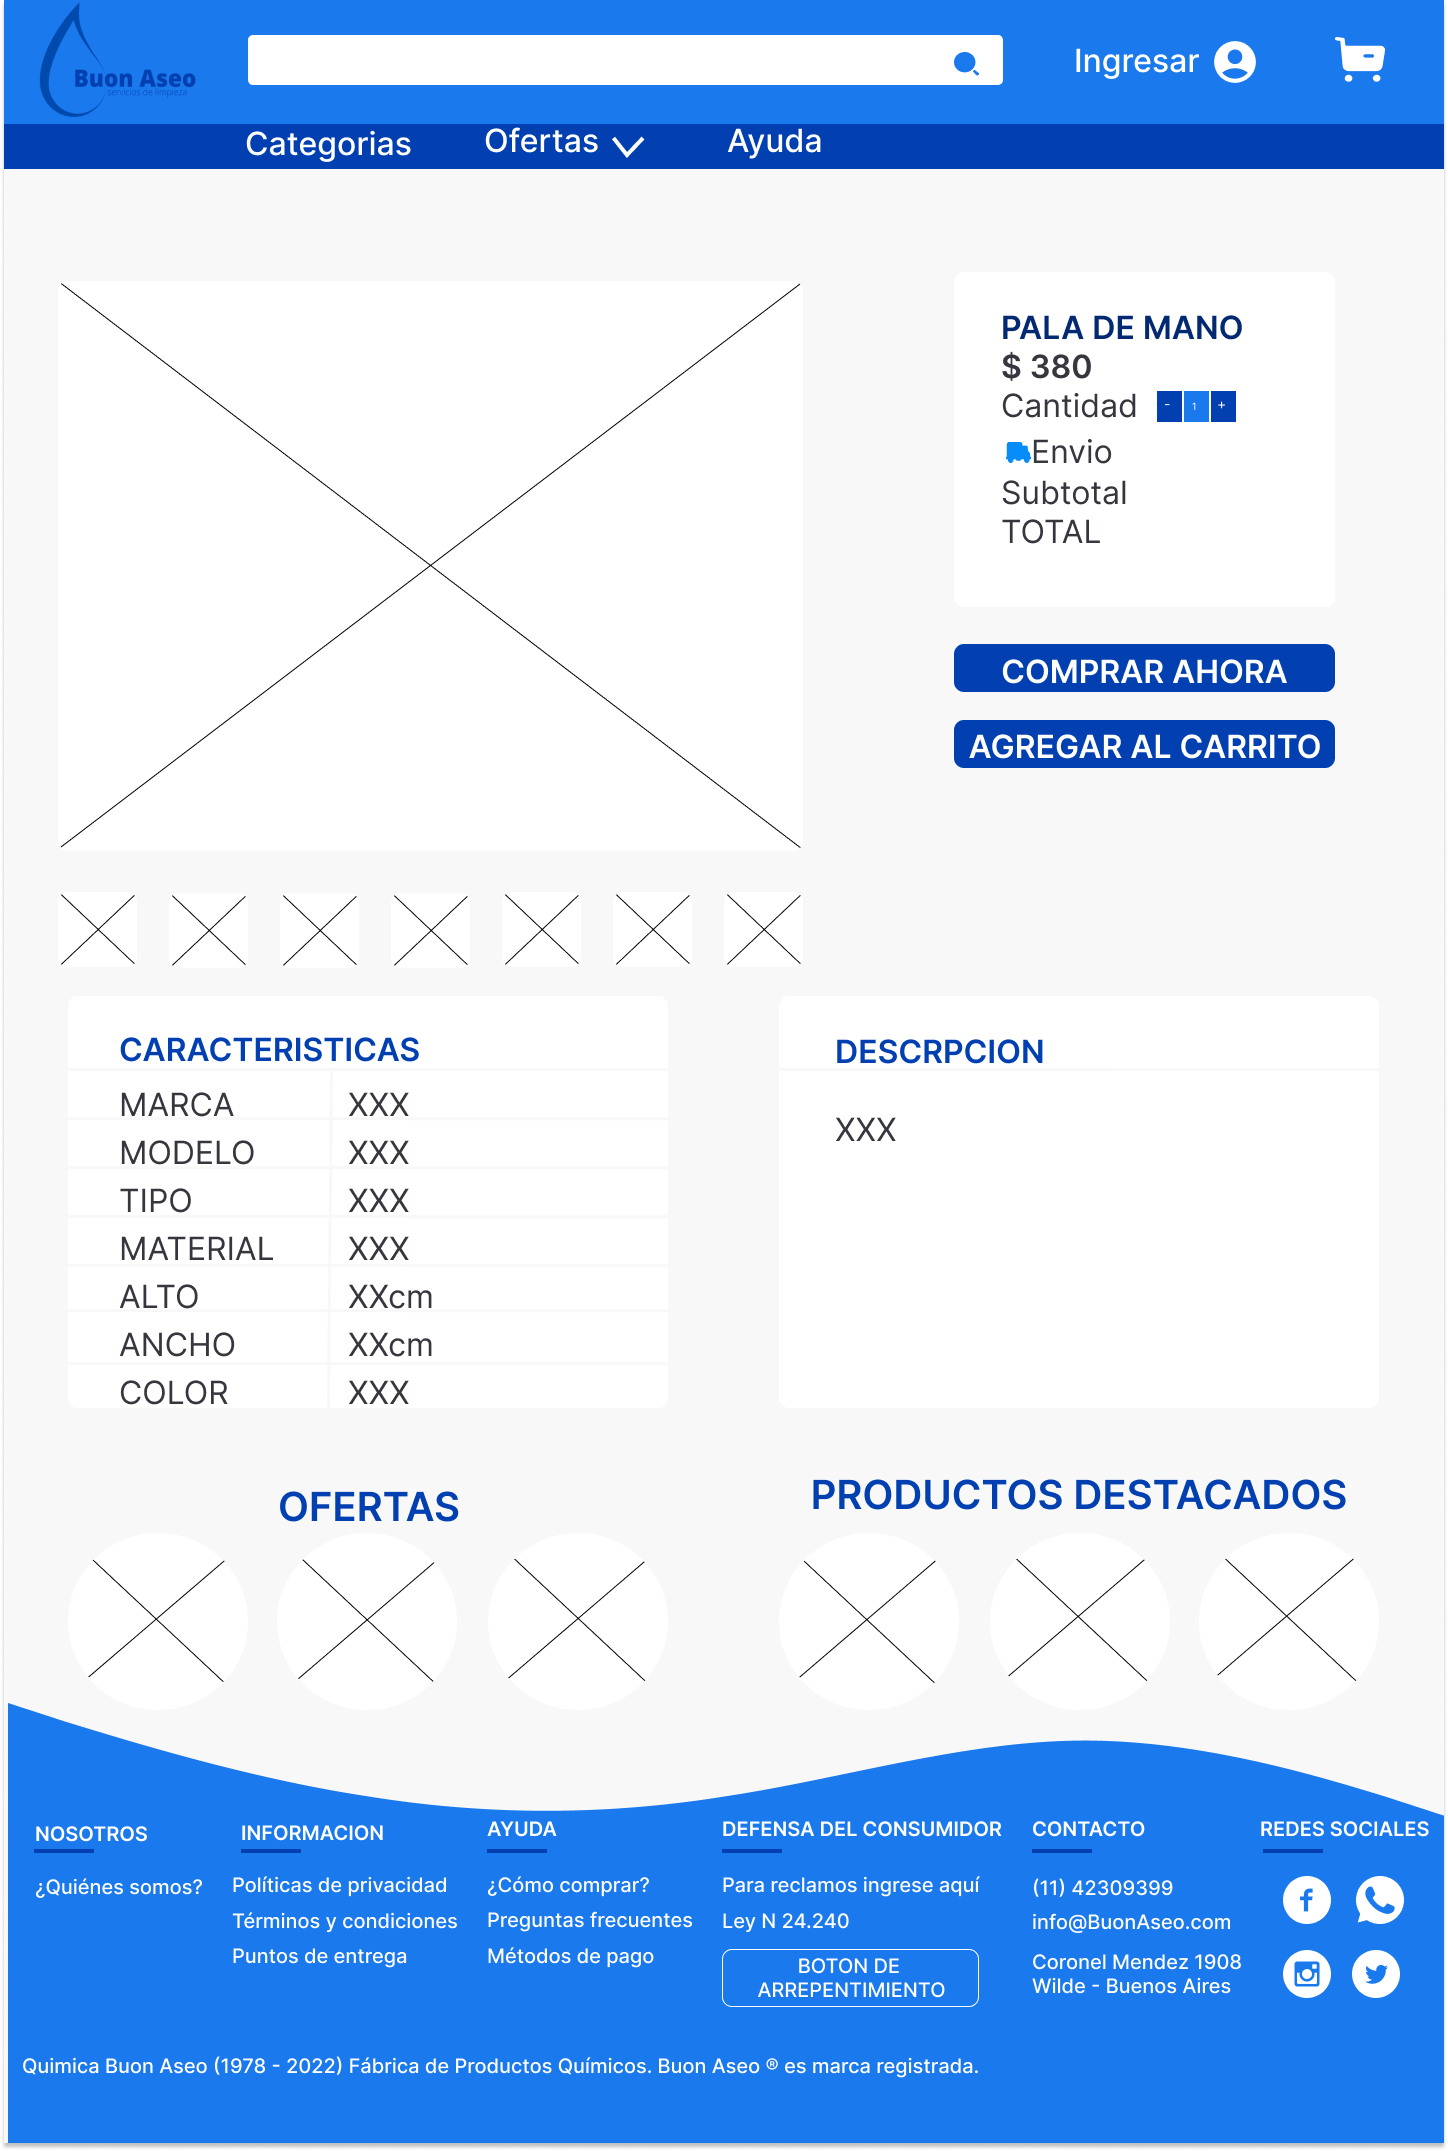 Buon Aseo
servicios de limpieza
Ingresar
Categorias
Ofertas
Ayuda
PALA DE MANO
$ 380
Cantidad - 1 +
Envio
Subtotal
TOTAL
COMPRAR AHORA
AGREGAR AL CARRITO
CARACTERISTICAS
MARCA XXX
MODELO XXX
TIPO XXX
MATERIAL XXX
ALTO XXcm
ANCHO XXcm
COLOR XXX
DESCRPCION
XXX
OFERTAS
PRODUCTOS DESTACADOS
NOSOTROS
¿Quiénes somos?
INFORMACION
Políticas de privacidad
Términos y condiciones
Puntos de entrega
AYUDA
¿Cómo comprar?
Preguntas frecuentes
Métodos de pago
DEFENSA DEL CONSUMIDOR
Para reclamos ingrese aquí
Ley N 24.240
BOTON DE
ARREPENTIMIENTO
CONTACTO
(11) 42309399
info@BuonAseo.com
Coronel Mendez 1908
Wilde - Buenos Aires
REDES SOCIALES
Quimica Buon Aseo (1978 - 2022) Fábrica de Productos Químicos. Buon Aseo ® es marca registrada.